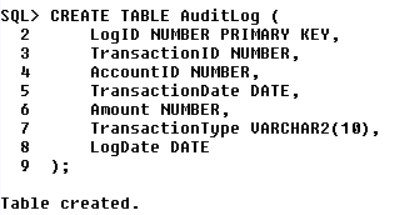 SQL> CREATE TABLE AuditLog (
  2      LogID NUMBER PRIMARY KEY,
  3      TransactionID NUMBER,
  4      AccountID NUMBER,
  5      TransactionDate DATE,
  6      Amount NUMBER,
  7      TransactionType VARCHAR2(10),
  8      LogDate DATE
  9  );
Table created.